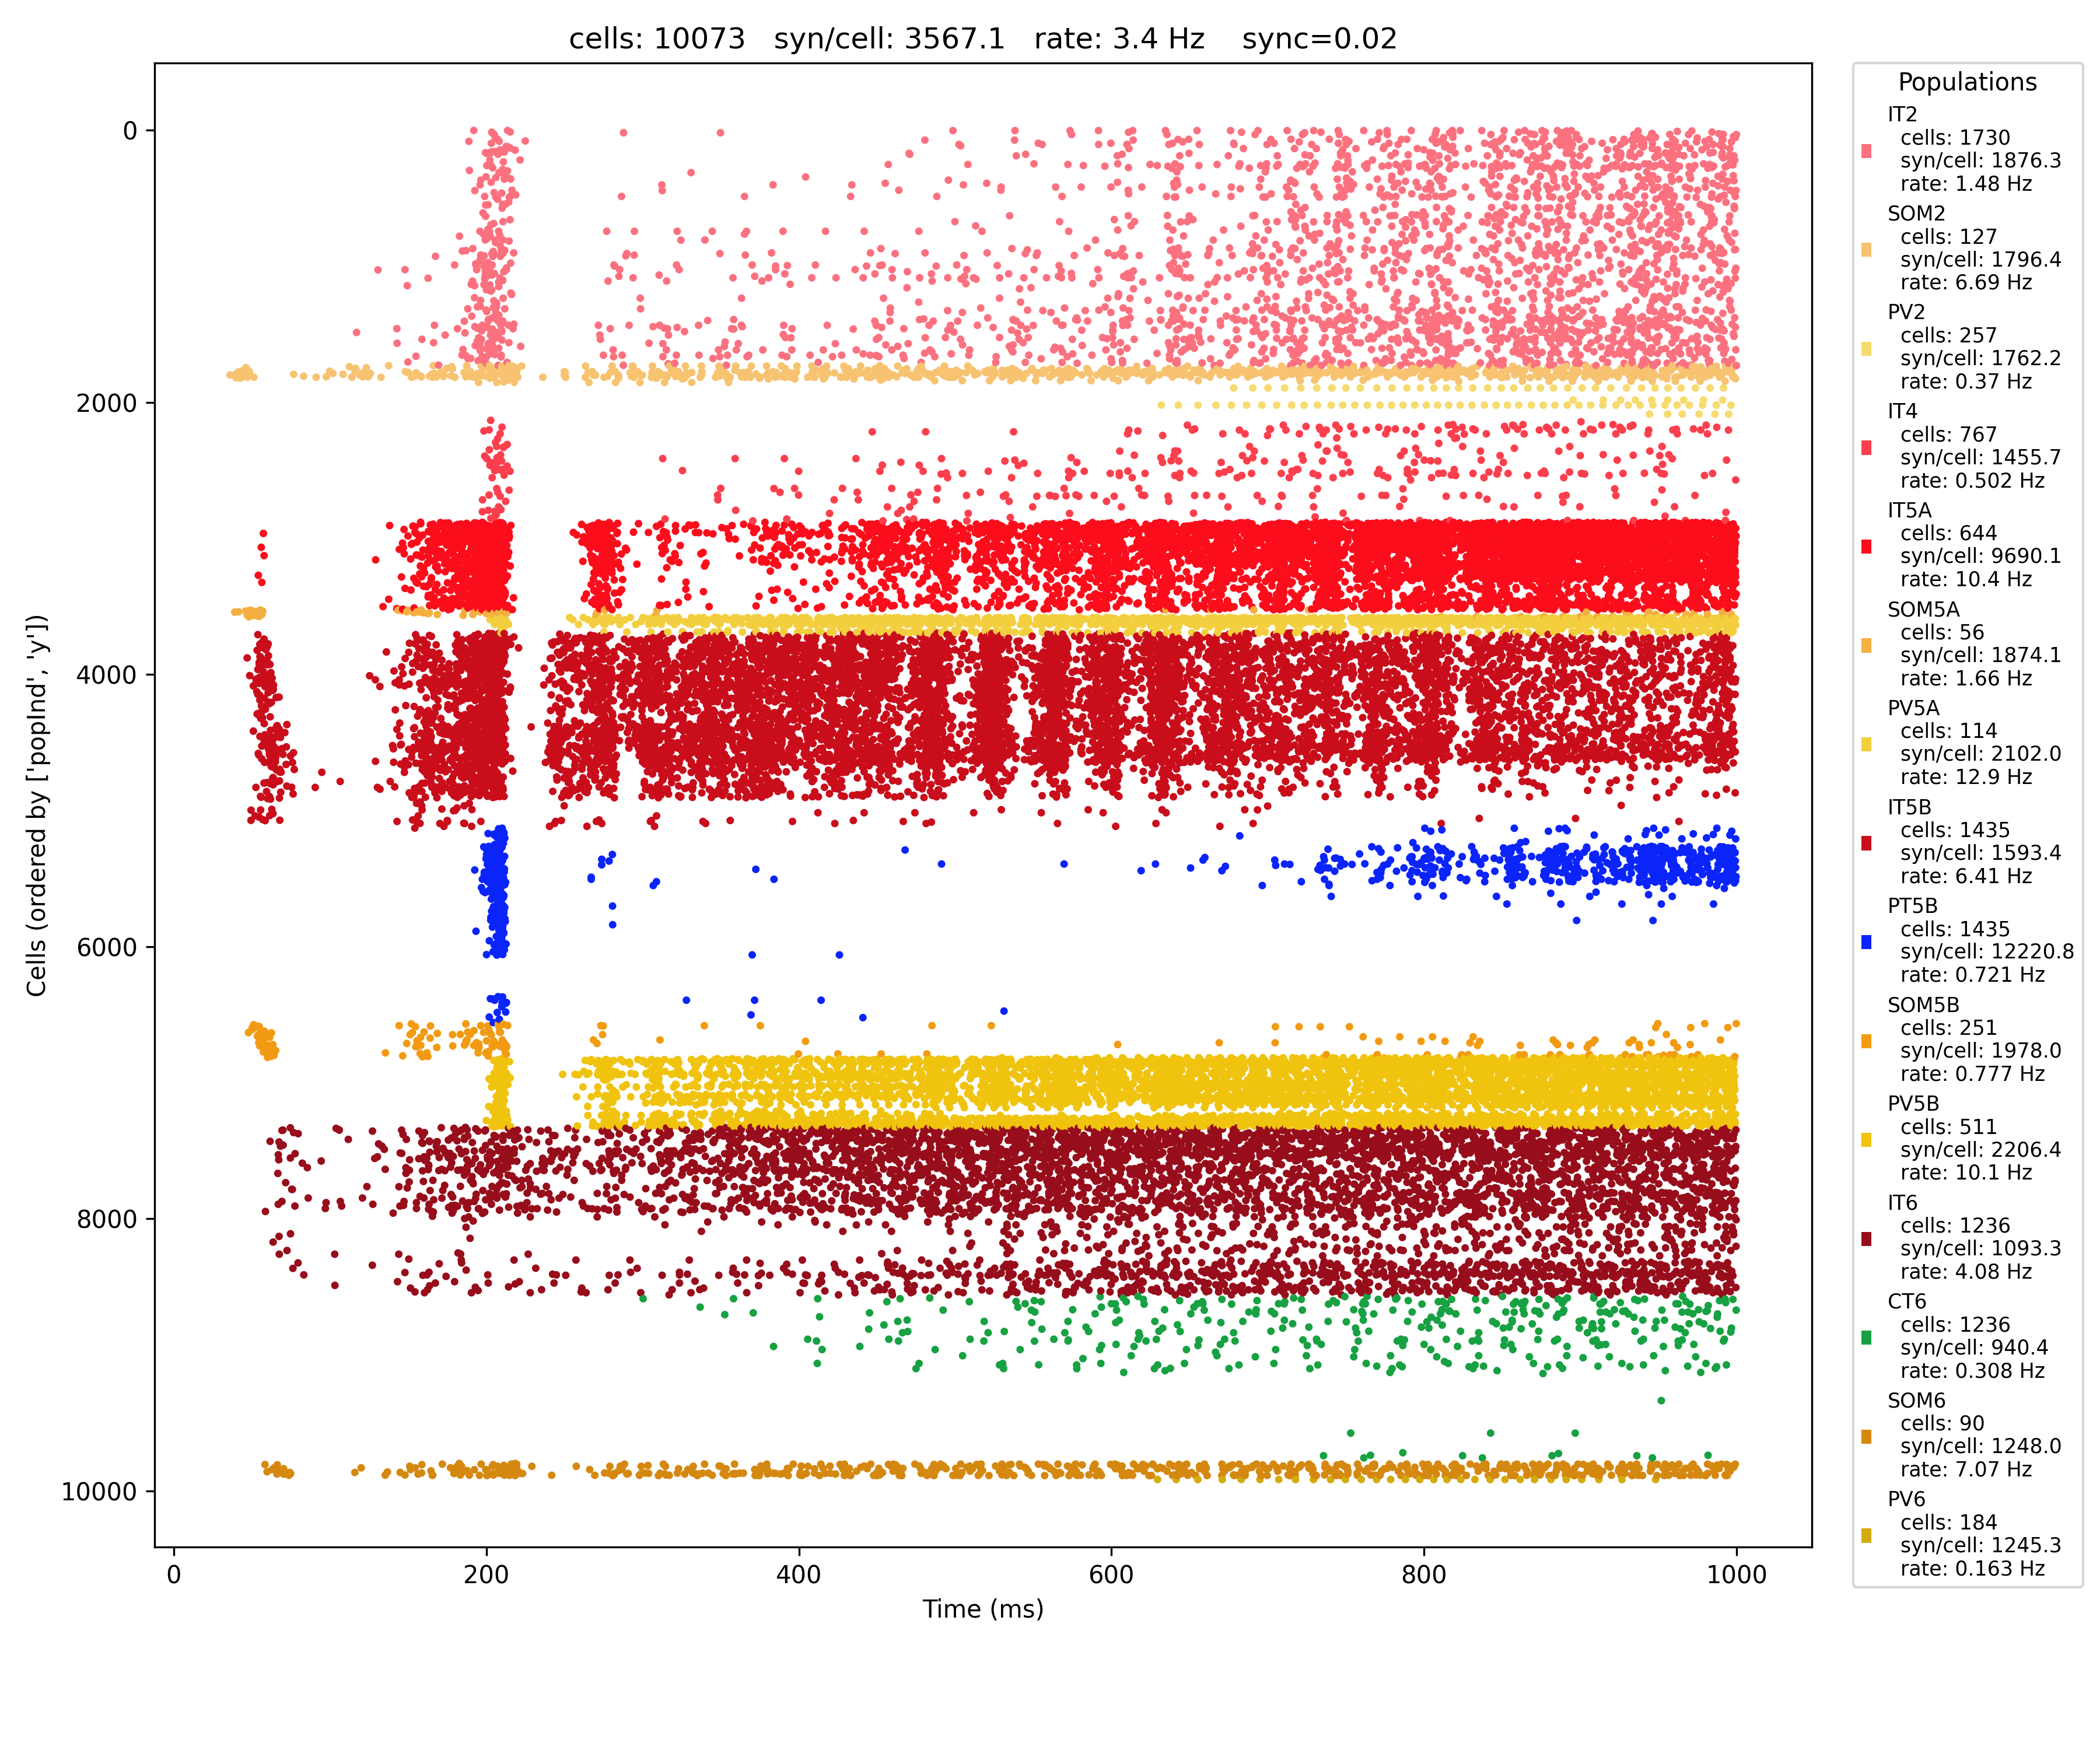 cells: 10073   syn/cell: 3567.1   rate: 3.4 Hz    sync=0.02
Cells (ordered by ['popInd', 'y'])
0
2000
4000
6000
8000
10000
0
200
400
600
800
1000
Time (ms)
Populations
IT2
cells: 1730
syn/cell: 1876.3
rate: 1.48 Hz
SOM2
cells: 127
syn/cell: 1796.4
rate: 6.69 Hz
PV2
cells: 257
syn/cell: 1762.2
rate: 0.37 Hz
IT4
cells: 767
syn/cell: 1455.7
rate: 0.502 Hz
IT5A
cells: 644
syn/cell: 9690.1
rate: 10.4 Hz
SOM5A
cells: 56
syn/cell: 1874.1
rate: 1.66 Hz
PV5A
cells: 114
syn/cell: 2102.0
rate: 12.9 Hz
IT5B
cells: 1435
syn/cell: 1593.4
rate: 6.41 Hz
PT5B
cells: 1435
syn/cell: 12220.8
rate: 0.721 Hz
SOM5B
cells: 251
syn/cell: 1978.0
rate: 0.777 Hz
PV5B
cells: 511
syn/cell: 2206.4
rate: 10.1 Hz
IT6
cells: 1236
syn/cell: 1093.3
rate: 4.08 Hz
CT6
cells: 1236
syn/cell: 940.4
rate: 0.308 Hz
SOM6
cells: 90
syn/cell: 1248.0
rate: 7.07 Hz
PV6
cells: 184
syn/cell: 1245.3
rate: 0.163 Hz